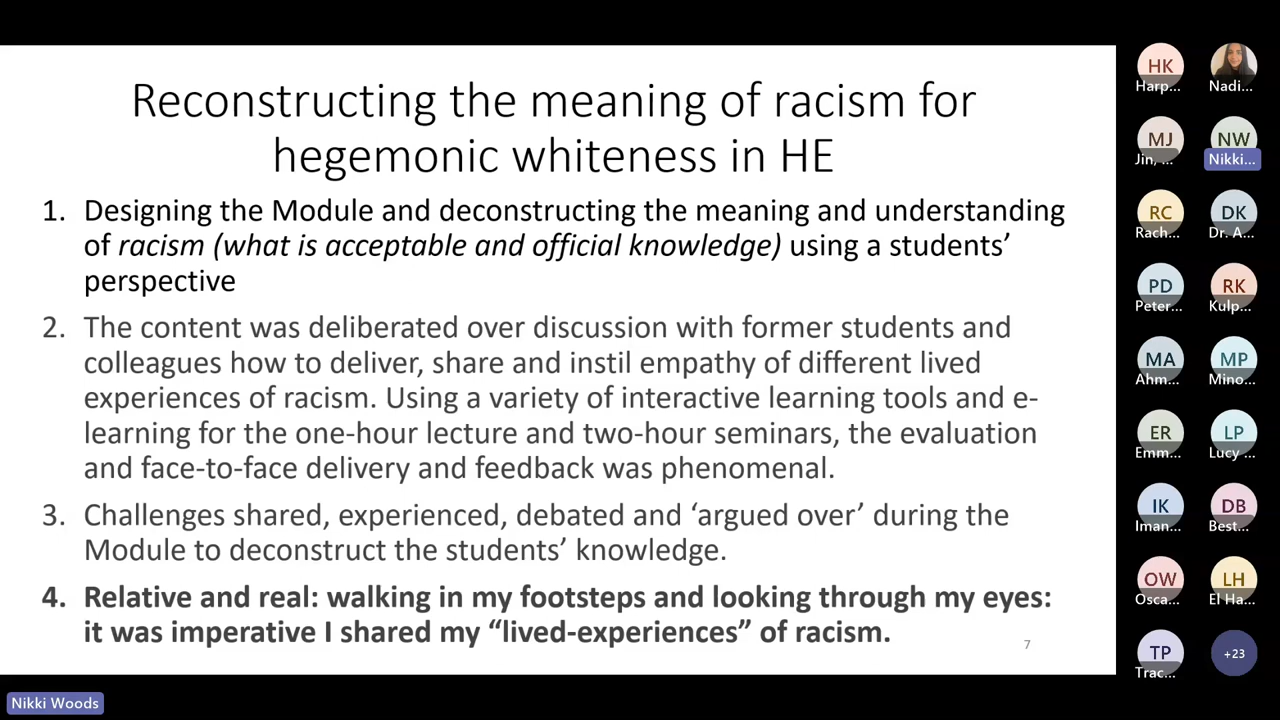 Reconstructing the meaning of racism for
hegemonic whiteness in HE
1. Designing the Module and deconstructing the meaning and understanding
of racism (what is acceptable and official knowledge) using a students’
perspective
2. The content was deliberated over discussion with former students and
colleagues how to deliver, share and instil empathy of different lived
experiences of racism. Using a variety of interactive learning tools and e-
learning for the one-hour lecture and two-hour seminars, the evaluation
and face-to-face delivery and feedback was phenomenal.
3. Challenges shared, experienced, debated and ‘argued over’ during the
Module to deconstruct the students’ knowledge.
4. Relative and real: walking in my footsteps and looking through my eyes:
it was imperative I shared my “lived-experiences” of racism.
7
HK
Harp...
Nadi...
MJ
Jin, ...
NW
Nikki...
RC
Rach...
DK
Dr. A...
PD
Peter...
RK
Kulp...
MA
Ahm...
MP
Mino...
ER
Emm...
LP
Lucy ...
IK
Iman...
DB
Best...
OW
Osca...
LH
El Ha...
TP
Trac...
+23
Nikki Woods